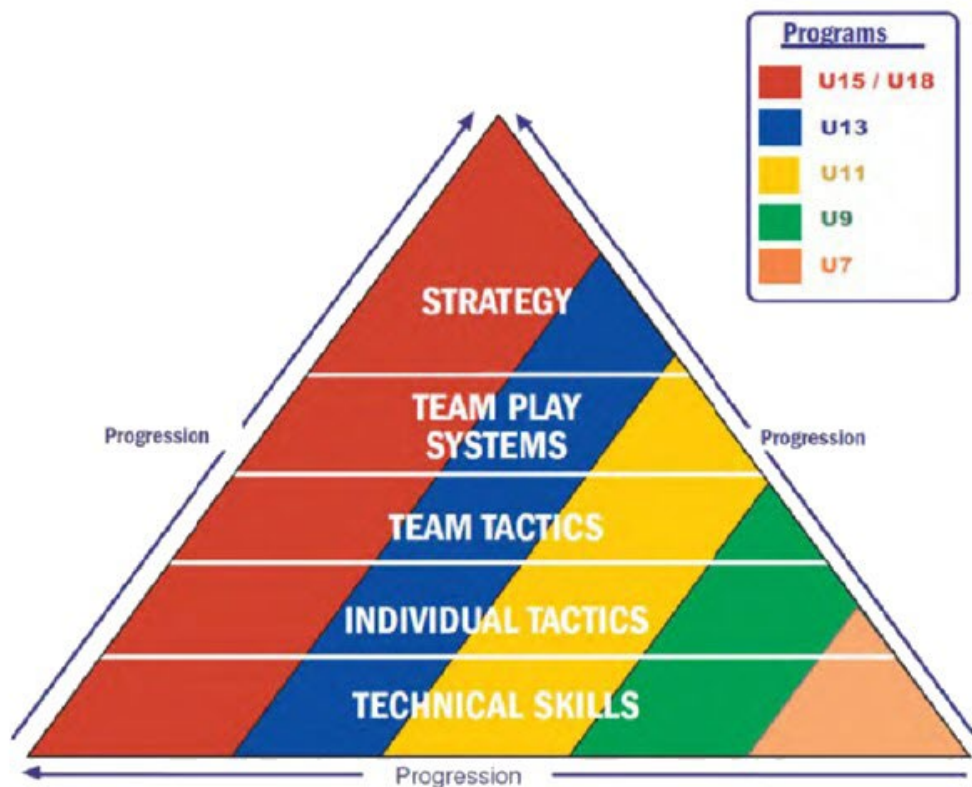 Programs
U15 / U18
U13
U11
U9
U7
STRATEGY
TEAM PLAY
SYSTEMS
Progression
Progression
TEAM TACTICS
INDIVIDUAL TACTICS
TECHNICAL SKILLS
Progression